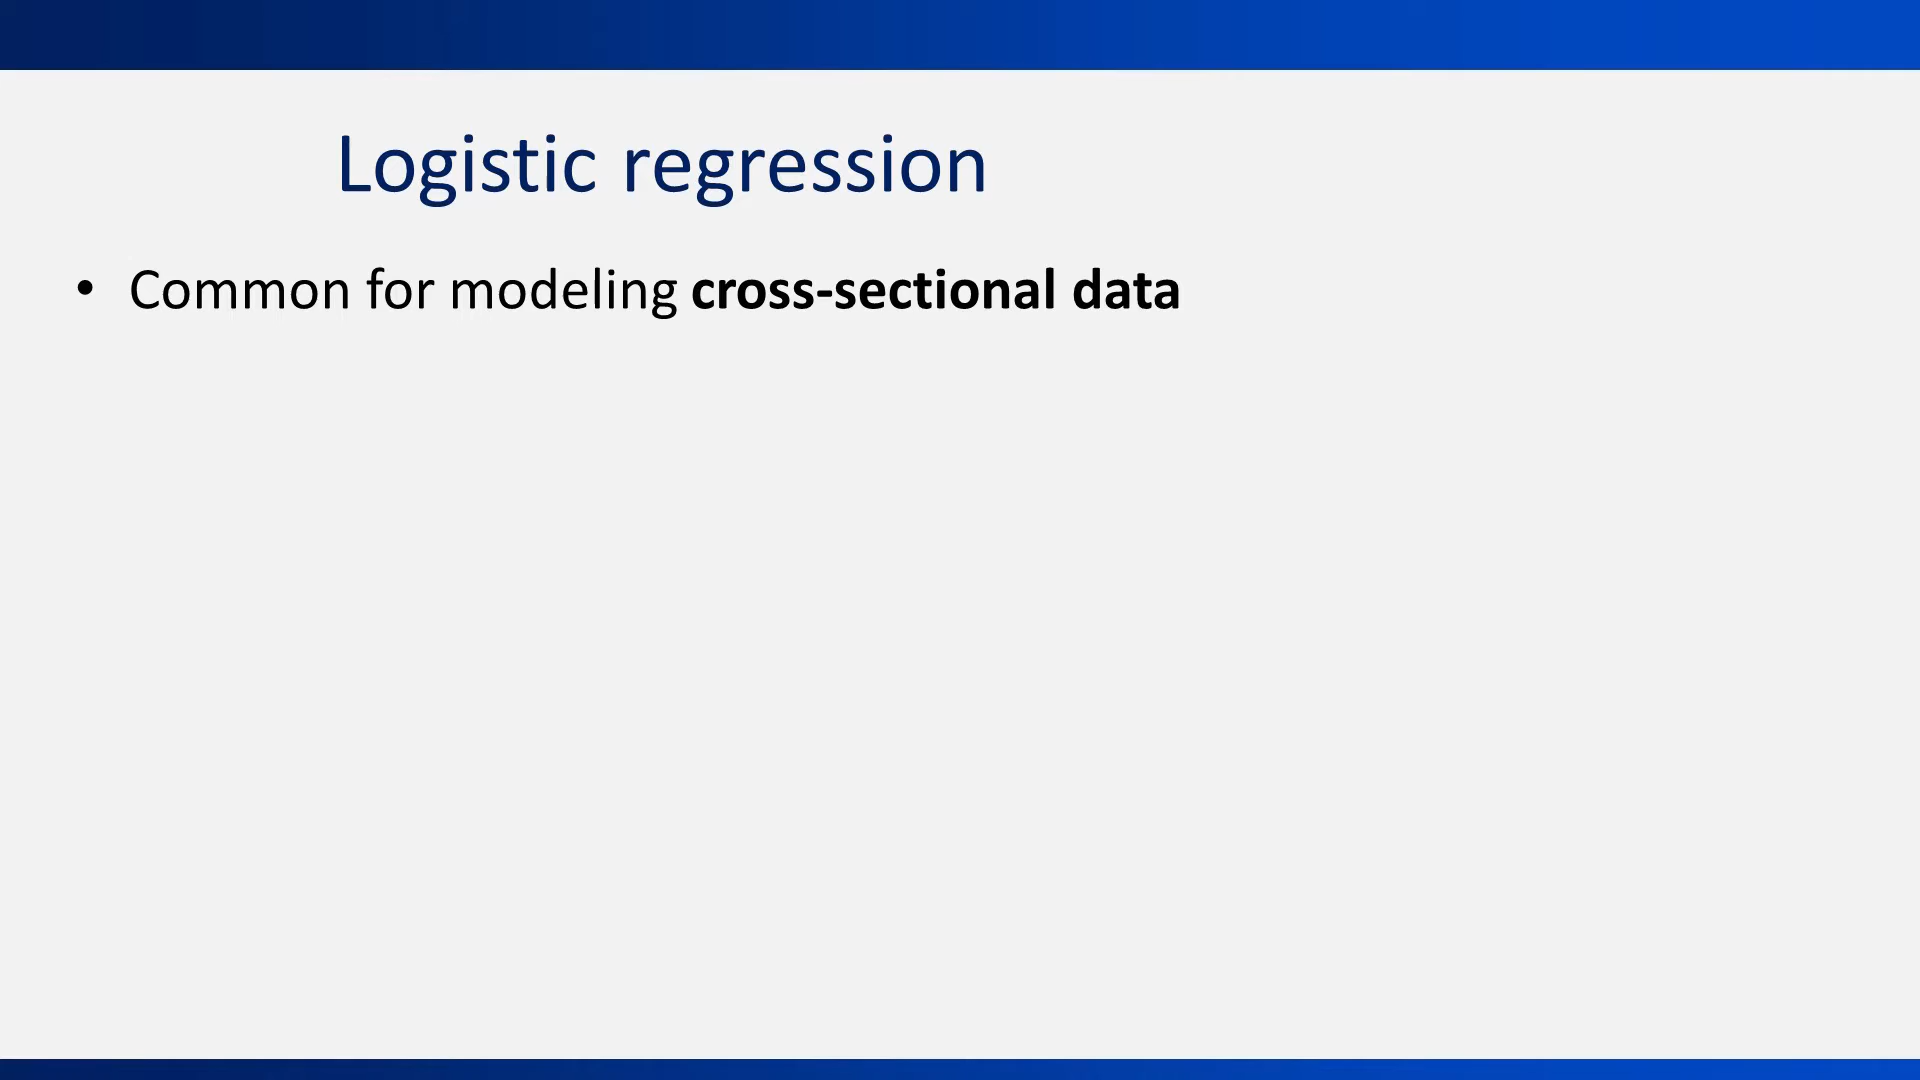 Logistic regression
• Common for modeling cross-sectional data